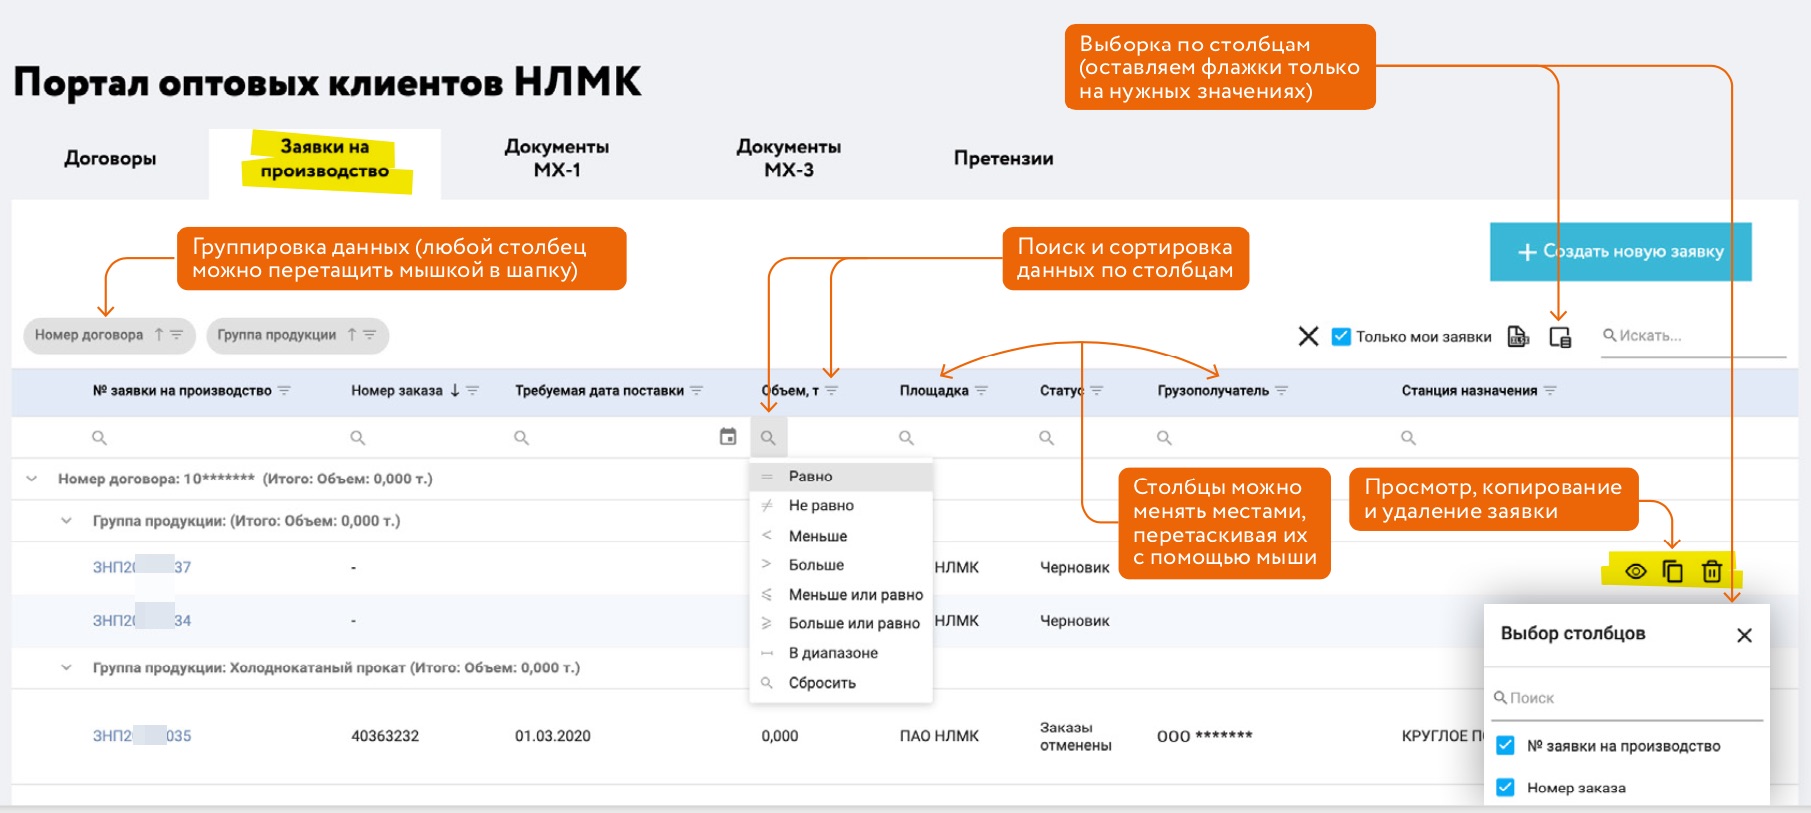 Выборка по столбцам
(оставляем флажки только
на нужных значениях)
Портал оптовых клиентов НЛМК
Договоры
Заявки на
производство
Документы
МХ-1
Документы
МХ-3
Претензии
Группировка данных (любой столбец
можно перетащить мышкой в шапку)
Поиск и сортировка
данных по столбцам
+ Создать новую заявку
Номер договора
Группа продукции
Только мои заявки
XLSX
Искать...
№ заявки на производство
Номер заказа
Требуемая дата поставки
Объем, т
Площадка
Статус
Грузополучатель
Станция назначения
Номер договора: 10******* (Итого: Объем: 0,000 т.)
Группа продукции: (Итого: Объем: 0,000 т.)
= Равно
≠ Не равно
< Меньше
> Больше
⩽ Меньше или равно
⩾ Больше или равно
В диапазоне
Сбросить
Столбцы можно
менять местами,
перетаскивая их
с помощью мыши
Просмотр, копирование
и удаление заявки
ЗНП20 37
-
НЛМК
Черновик
ЗНП20 34
-
НЛМК
Черновик
Группа продукции: Холоднокатаный прокат (Итого: Объем: 0,000 т.)
ЗНП2 035
40363232
01.03.2020
0,000
ПАО НЛМК
Заказы
отменены
ООО *******
КРУГЛОЕ
Выбор столбцов
Поиск
№ заявки на производство
Номер заказа